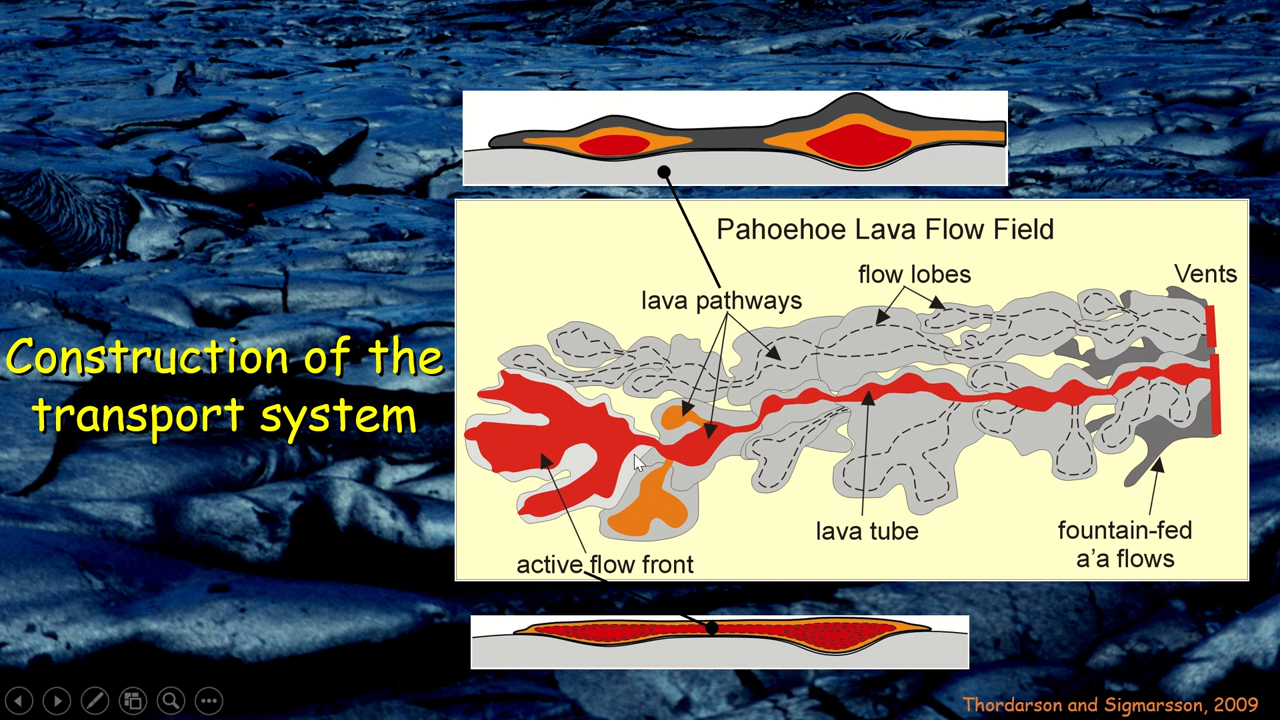 Pahoehoe Lava Flow Field
flow lobes
Vents
lava pathways
Construction of the
transport system
lava tube
fountain-fed
a'a flows
active flow front
Thordarson and Sigmarsson, 2009